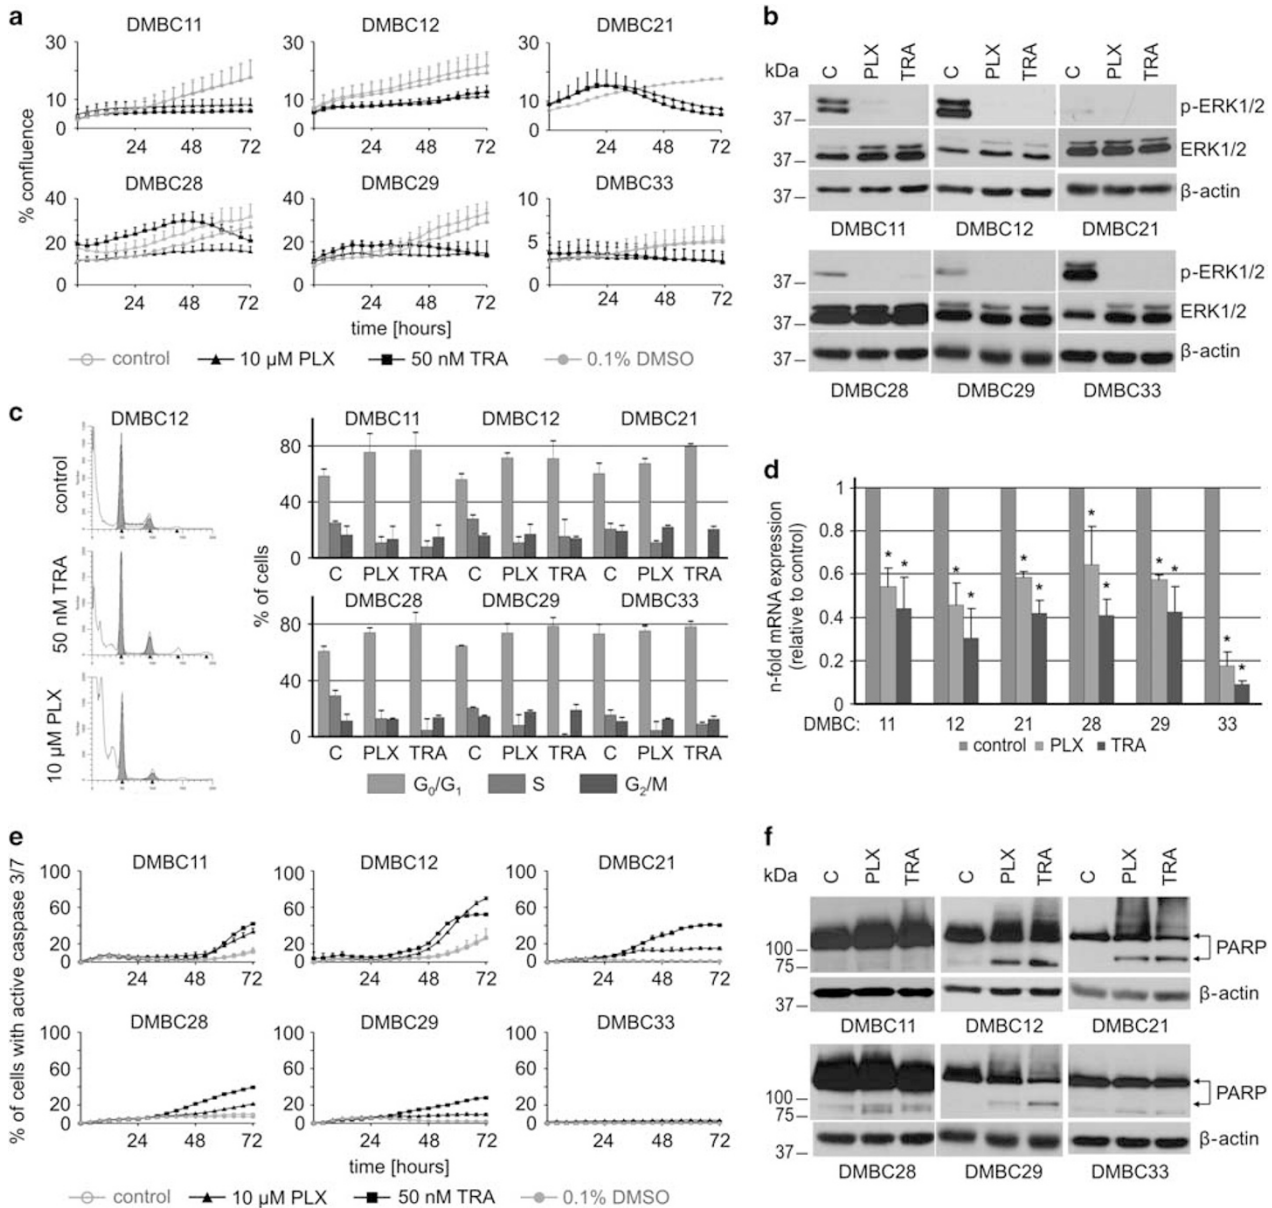 a
DMBC11
DMBC12
DMBC21
30
10
0
24 48 72
30
10
0
24 48 72
30
10
0
24 48 72
% confluence
DMBC28
DMBC29
DMBC33
40
20
0
24 48 72
40
20
0
24 48 72
10
5
0
24 48 72
time [hours]
control 10 µM PLX 50 nM TRA 0.1% DMSO
b
kDa C PLX TRA C PLX TRA C PLX TRA
37 p-ERK1/2
37 ERK1/2
37 β-actin
DMBC11 DMBC12 DMBC21
37 p-ERK1/2
37 ERK1/2
37 β-actin
DMBC28 DMBC29 DMBC33
c
DMBC12
control
50 nM TRA
10 µM PLX
% of cells
DMBC11 DMBC12 DMBC21
80
40
0
C PLX TRA C PLX TRA C PLX TRA
DMBC28 DMBC29 DMBC33
80
40
0
C PLX TRA C PLX TRA C PLX TRA
G0/G1 S G2/M
d
n-fold mRNA expression
(relative to control)
1
0.8
0.6
0.4
0.2
0
* * * * * * * * * * * *
DMBC: 11 12 21 28 29 33
control PLX TRA
e
% of cells with active caspase 3/7
DMBC11
DMBC12
DMBC21
100
60
20
0
24 48 72
100
60
20
0
24 48 72
100
60
20
0
24 48 72
DMBC28
DMBC29
DMBC33
100
60
20
0
24 48 72
100
60
20
0
24 48 72
100
60
20
0
24 48 72
time [hours]
control 10 µM PLX 50 nM TRA 0.1% DMSO
f
kDa C PLX TRA C PLX TRA C PLX TRA
100
75
PARP
37 β-actin
DMBC11 DMBC12 DMBC21
100
75
PARP
37 β-actin
DMBC28 DMBC29 DMBC33